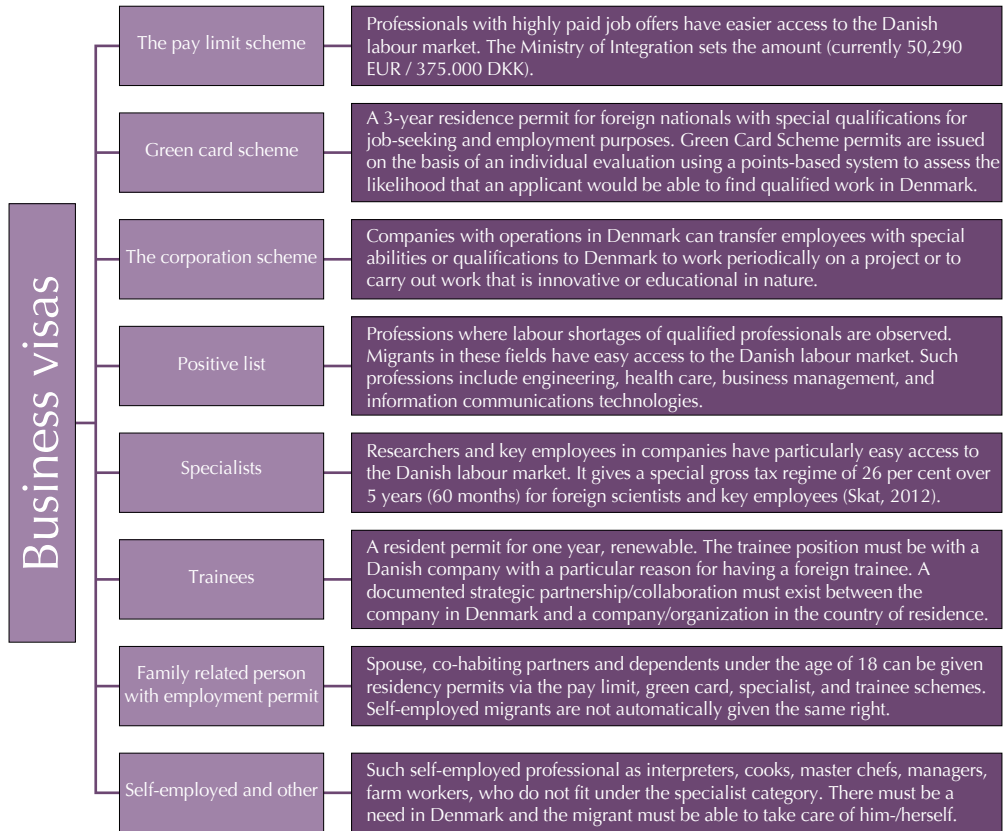 Business visas
The pay limit scheme
Professionals with highly paid job offers have easier access to the Danish
labour market. The Ministry of Integration sets the amount (currently 50,290
EUR / 375.000 DKK).
Green card scheme
A 3-year residence permit for foreign nationals with special qualifications for
job-seeking and employment purposes. Green Card Scheme permits are issued
on the basis of an individual evaluation using a points-based system to assess the
likelihood that an applicant would be able to find qualified work in Denmark.
The corporation scheme
Companies with operations in Denmark can transfer employees with special
abilities or qualifications to Denmark to work periodically on a project or to
carry out work that is innovative or educational in nature.
Positive list
Professions where labour shortages of qualified professionals are observed.
Migrants in these fields have easy access to the Danish labour market. Such
professions include engineering, health care, business management, and
information communications technologies.
Specialists
Researchers and key employees in companies have particularly easy access to
the Danish labour market. It gives a special gross tax regime of 26 per cent over
5 years (60 months) for foreign scientists and key employees (Skat, 2012).
Trainees
A resident permit for one year, renewable. The trainee position must be with a
Danish company with a particular reason for having a foreign trainee. A
documented strategic partnership/collaboration must exist between the
company in Denmark and a company/organization in the country of residence.
Family related person
with employment permit
Spouse, co-habiting partners and dependents under the age of 18 can be given
residency permits via the pay limit, green card, specialist, and trainee schemes.
Self-employed migrants are not automatically given the same right.
Self-employed and other
Such self-employed professional as interpreters, cooks, master chefs, managers,
farm workers, who do not fit under the specialist category. There must be a
need in Denmark and the migrant must be able to take care of him-/herself.